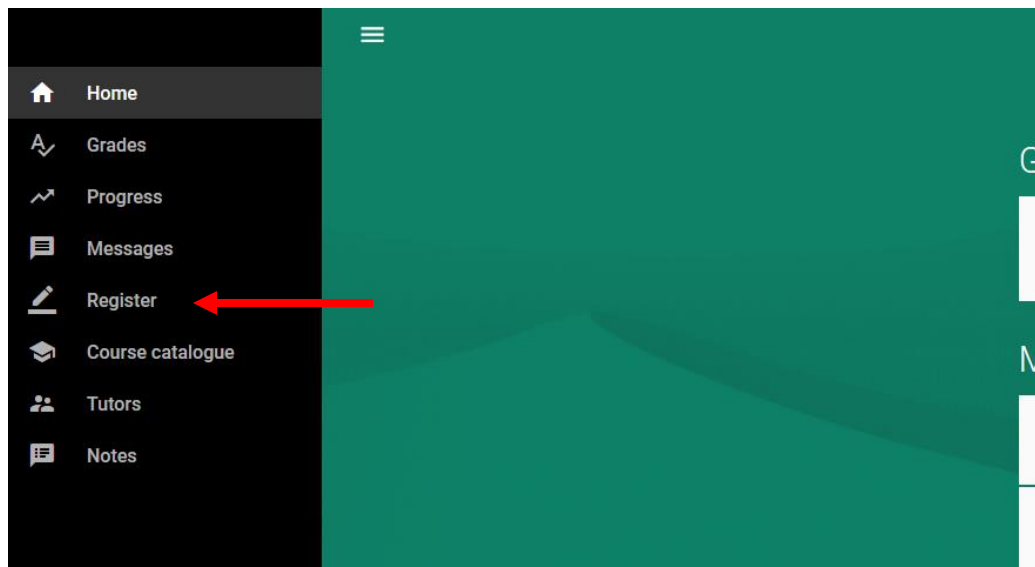 Home
Grades
Progress
Messages
Register
Course catalogue
Tutors
Notes